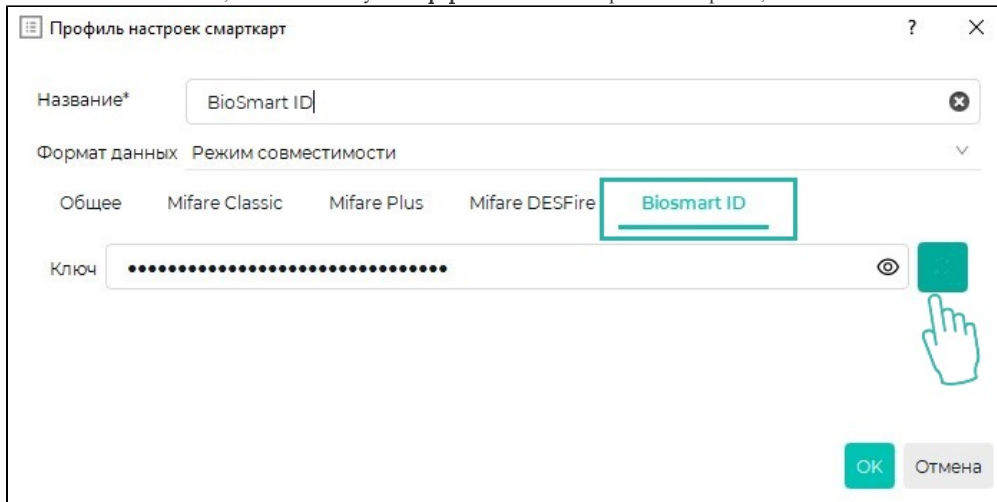 Профиль настроек смарткарт
?
Название*
BioSmart ID
Формат данных Режим совместимости
Общее Mifare Classic Mifare Plus Mifare DESFire Biosmart ID
Ключ ••••••••••••••••••••••••••••••••
OK Отмена